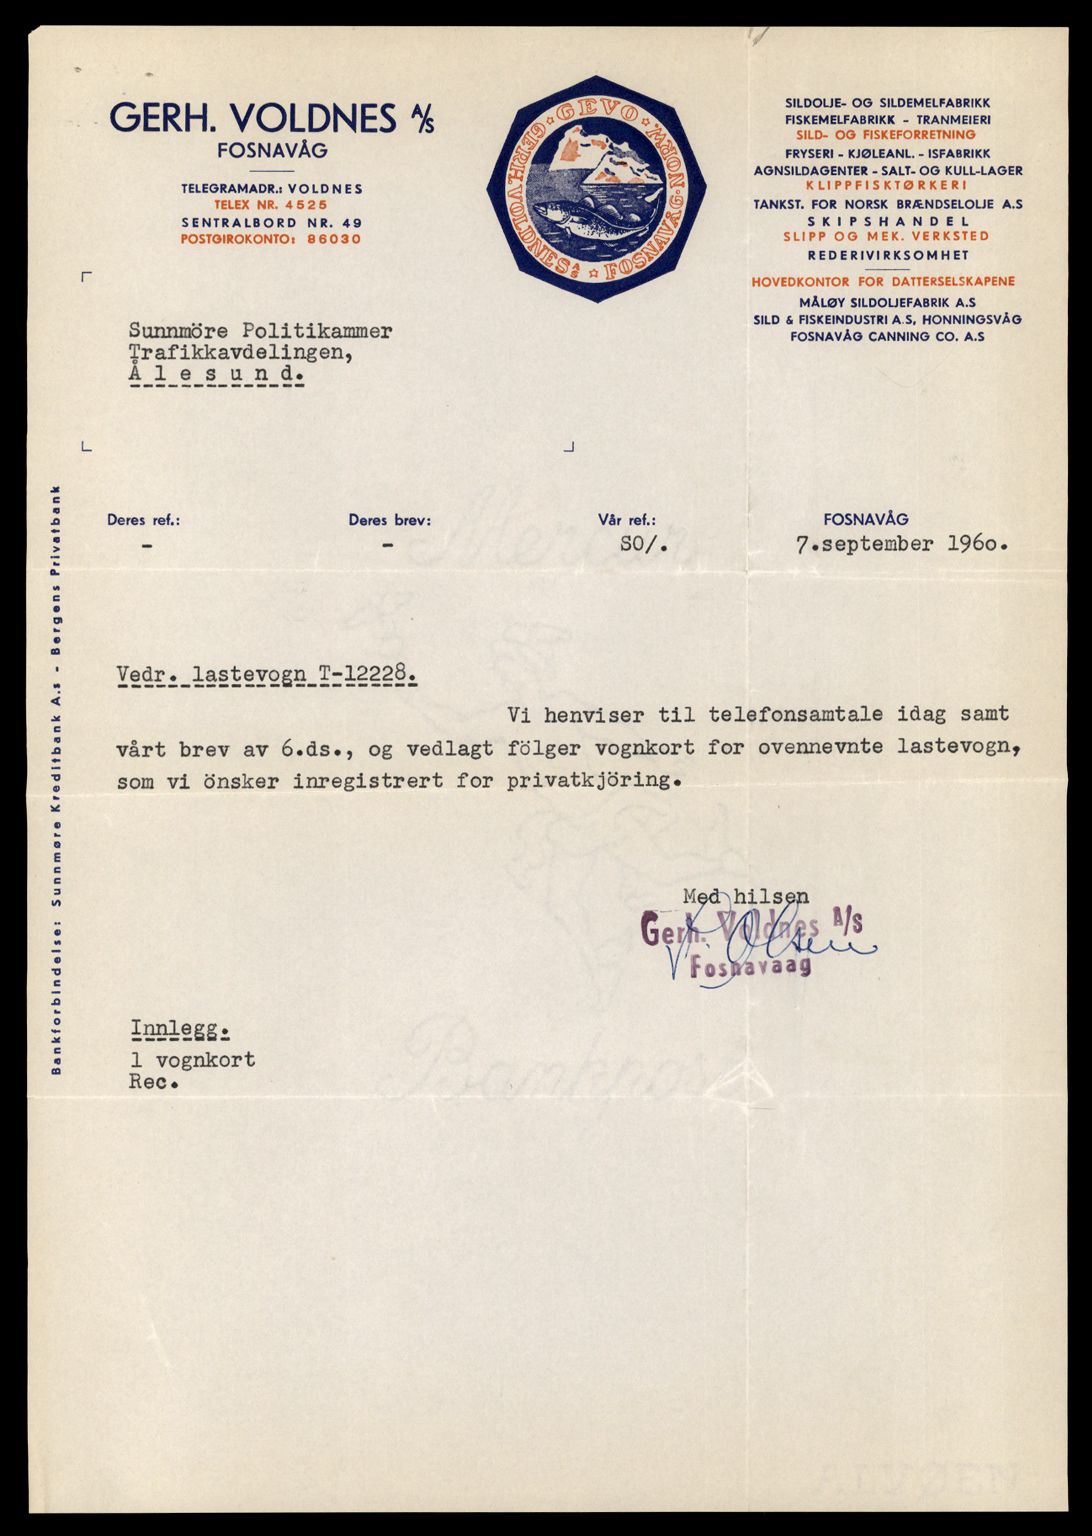 GERH. VOLDNES A/S
FOSNAVÅG
TELEGRAMADR.: VOLDNES
TELEX NR. 4525
SENTRALBORD NR. 49
POSTGIROKONTO: 86030
GEVO
GERH. VOLDNES A/S
FOSNAVÅG. NORW.
SILDOLJE- OG SILDEMELFABRIKK
FISKEMELFABRIKK - TRANMEIERI
SILD- OG FISKEFORRETNING
FRYSERI - KJØLEANL. - ISFABRIKK
AGNSILDAGENTER - SALT- OG KULL-LAGER
KLIPPFISKTØRKERI
TANKST. FOR NORSK BRÆNDSELOLJE A.S
SKIPSHANDEL
SLIPP OG MEK. VERKSTED
REDERIVIRKSOMHET
HOVEDKONTOR FOR DATTERSELSKAPENE
MÅLØY SILDOLJEFABRIK A.S
SILD & FISKEINDUSTRI A.S, HONNINGSVÅG
FOSNAVÅG CANNING CO. A.S
Sunnmöre Politikammer
Trafikkavdelingen,
Å l e s u n d.
Deres ref.: Deres brev: Vår ref.: FOSNAVÅG
- - SO/. 7.september 196o.
Vedr. lastevogn T-12228.
Vi henviser til telefonsamtale idag samt
vårt brev av 6.ds., og vedlagt fölger vognkort for ovennevnte lastevogn,
som vi önsker inregistrert for privatkjöring.
Med hilsen
Gerh. Voldnes A/S
Olsen
Fosnavaag
Innlegg.
1 vognkort
Rec.
Bankforbindelse: Sunnmøre Kreditbank A.s - Bergens Privatbank